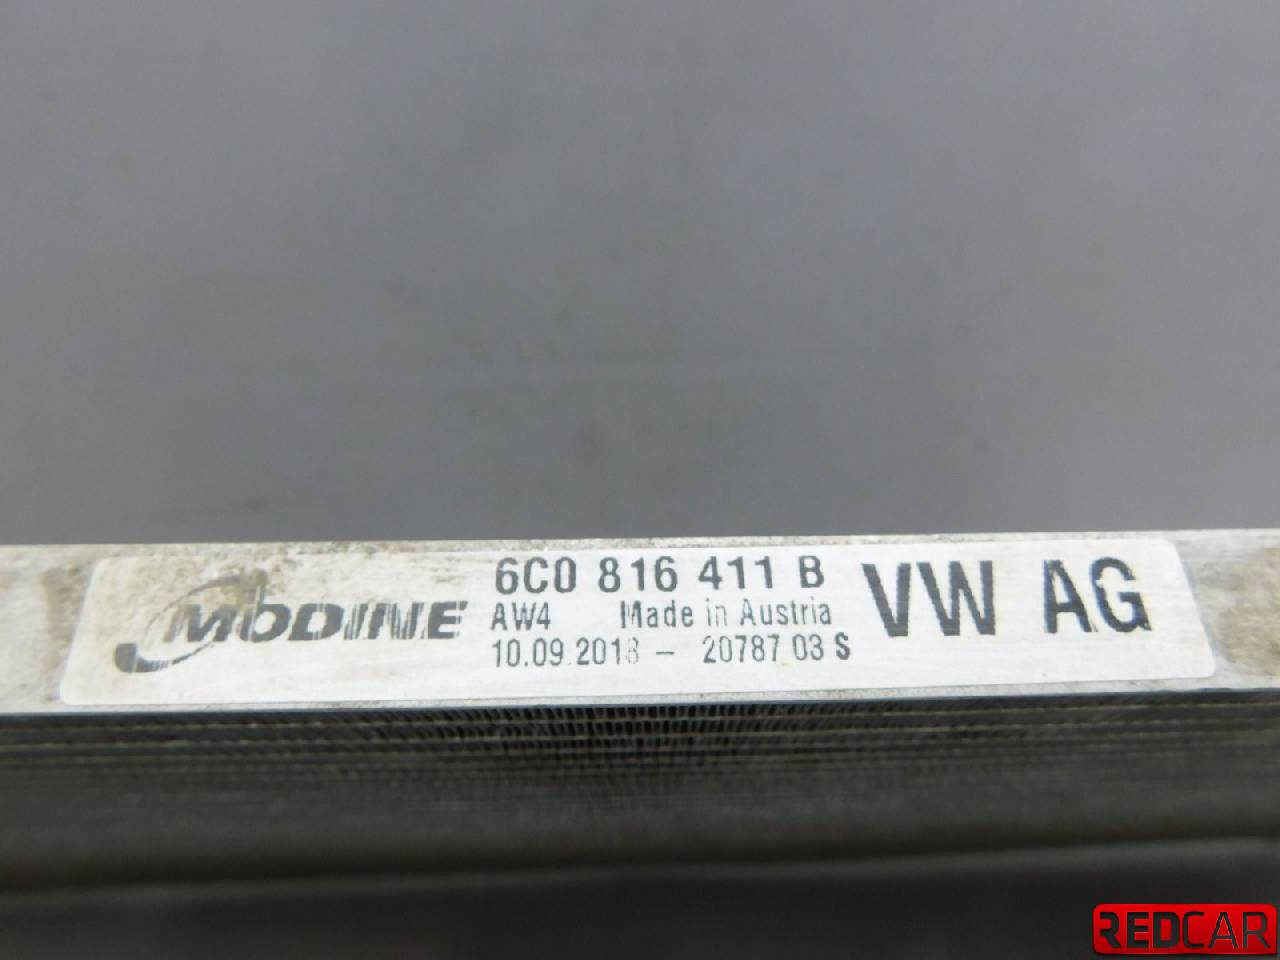 MODINE
6C0 816 411 B
AW4 Made in Austria
10.09.2018 - 20787 03 S
VW AG
REDCAR